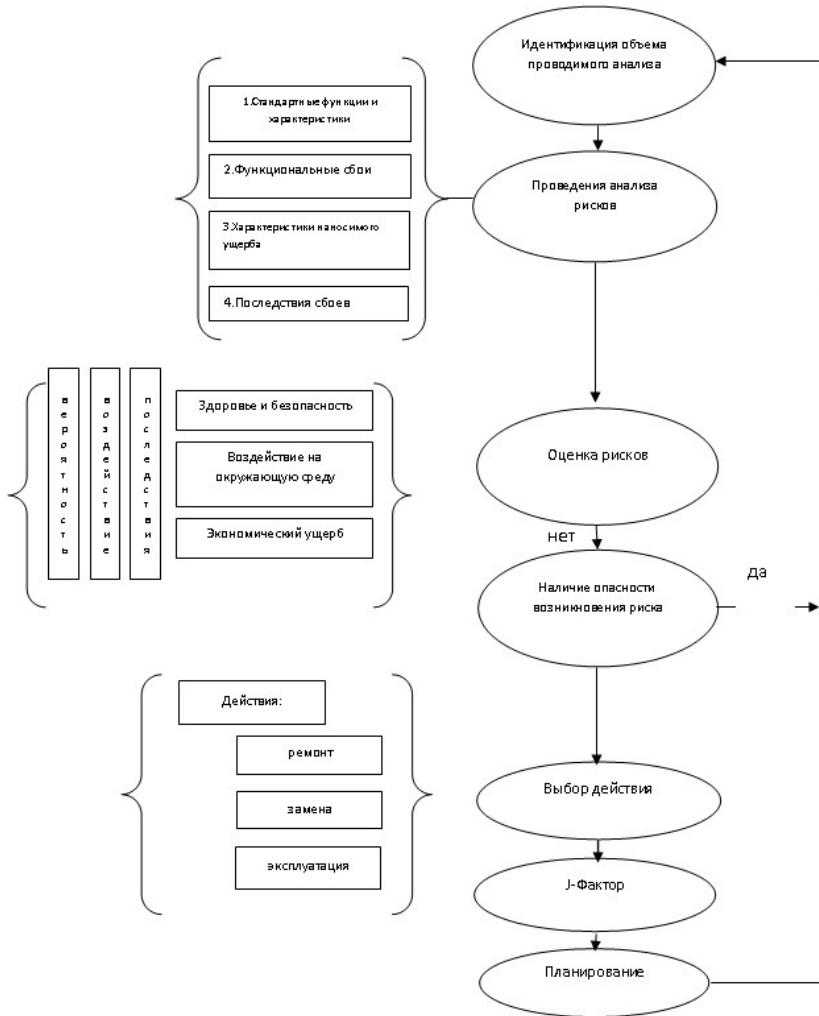 Идентификация объема
проводимого анализа
1.Стандартные функции и
характеристики
2.Функциональные сбои
3.Характеристики наносимого
ущерба
4.Последствия сбоев
Проведения анализа
рисков
вероятность
воздействие
последствия
Здоровье и безопасность
Воздействие на
окружающую среду
Экономический ущерб
Оценка рисков
нет
Наличие опасности
возникновения риска
да
Действия:
ремонт
замена
эксплуатация
Выбор действия
J-Фактор
Планирование